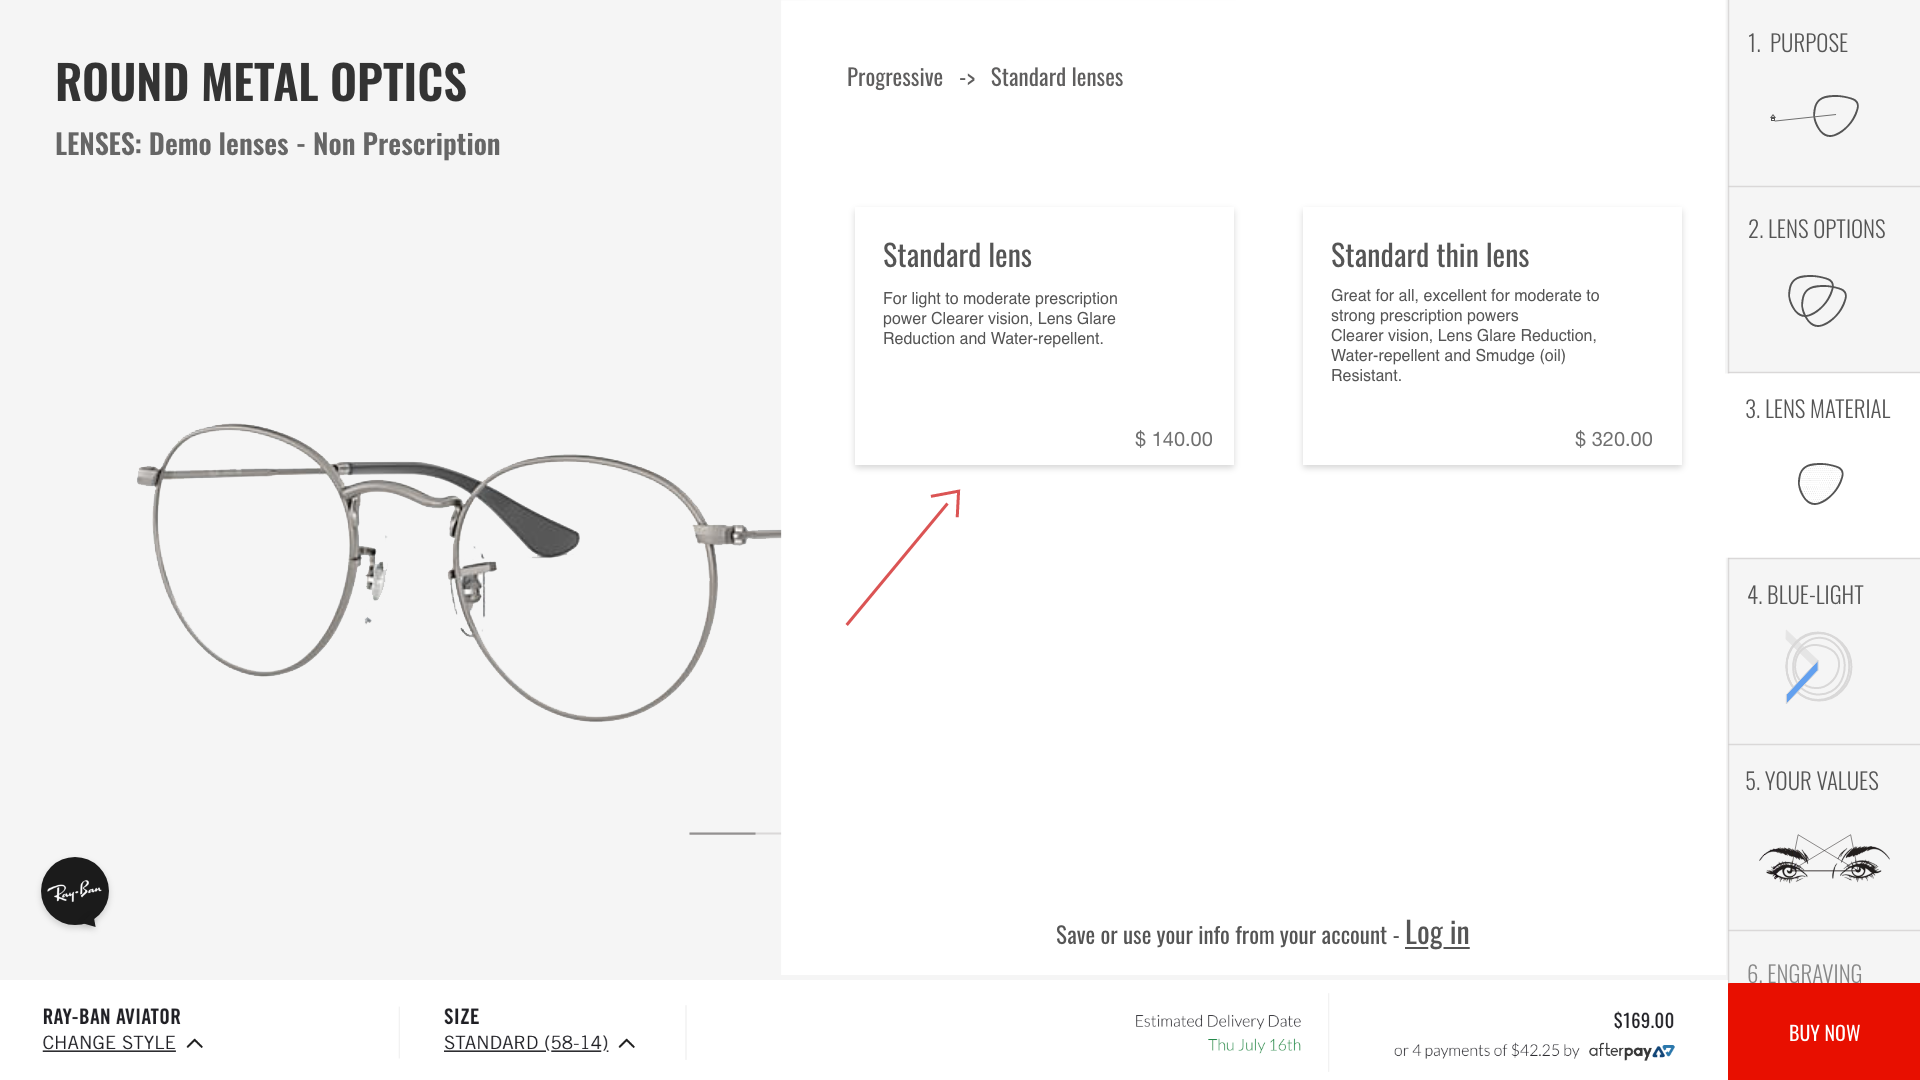 ROUND METAL OPTICS
LENSES: Demo lenses - Non Prescription
Ray-Ban
Progressive -> Standard lenses
Standard lens
For light to moderate prescription
power Clearer vision, Lens Glare
Reduction and Water-repellent.
$ 140.00
Standard thin lens
Great for all, excellent for moderate to
strong prescription powers
Clearer vision, Lens Glare Reduction,
Water-repellent and Smudge (oil)
Resistant.
$ 320.00
Save or use your info from your account - Log in
1. PURPOSE
2. LENS OPTIONS
3. LENS MATERIAL
4. BLUE-LIGHT
5. YOUR VALUES
6. ENGRAVING
RAY-BAN AVIATOR
CHANGE STYLE
SIZE
STANDARD (58-14)
Estimated Delivery Date
Thu July 16th
$169.00
or 4 payments of $42.25 by afterpay
BUY NOW